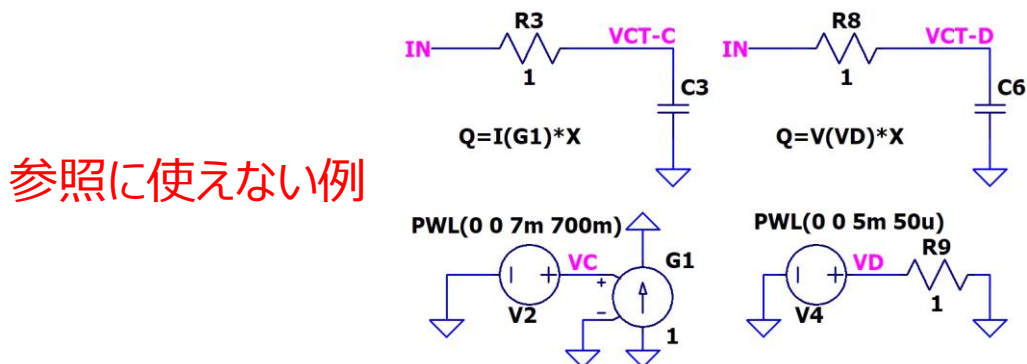 参照に使えない例
R3
IN
VCT-C
1
C3
Q=I(G1)*X
R8
IN
VCT-D
1
C6
Q=V(VD)*X
PWL(0 0 7m 700m)
VC
G1
+
-
I +
V2
1
PWL(0 0 5m 50u)
R9
VD
I +
V4
1